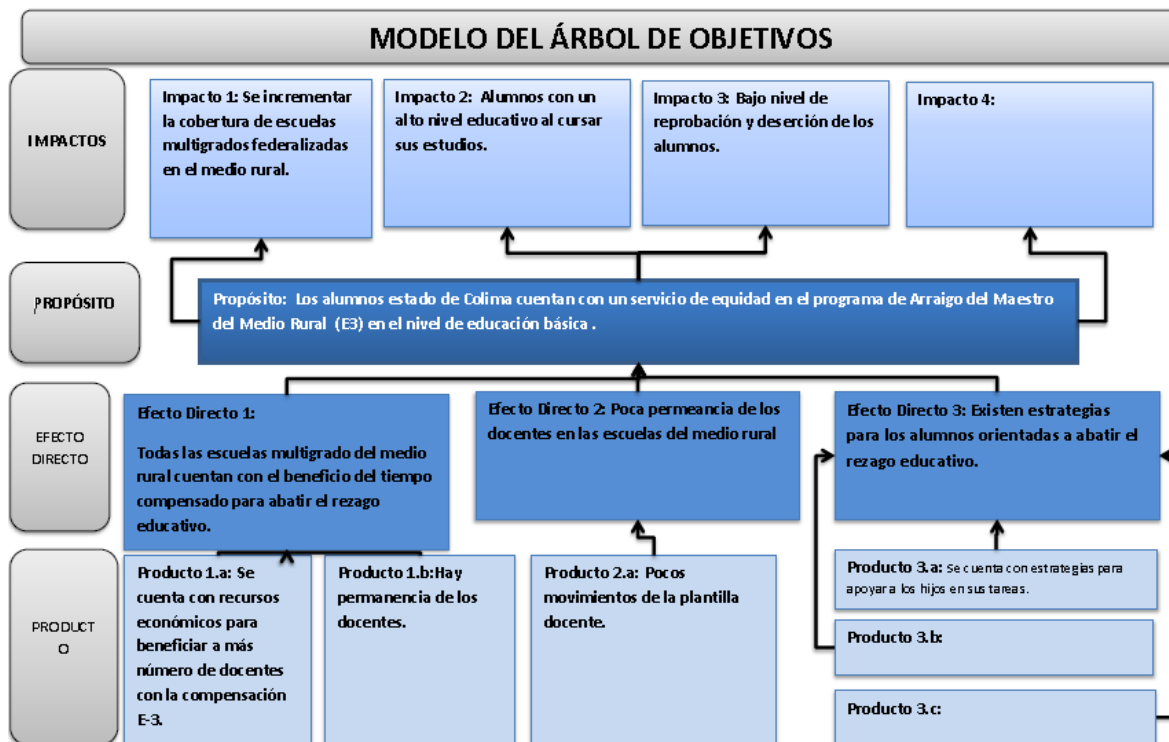 MODELO DEL ÁRBOL DE OBJETIVOS
IMPACTOS
Impacto 1: Se incrementar
la cobertura de escuelas
multigrados federalizadas
en el medio rural.
Impacto 2: Alumnos con un
alto nivel educativo al cursar
sus estudios.
Impacto 3: Bajo nivel de
reprobación y deserción de los
alumnos.
Impacto 4:
PROPÓSITO
Propósito: Los alumnos estado de Colima cuentan con un servicio de equidad en el programa de Arraigo del Maestro
del Medio Rural (E3) en el nivel de educación básica .
EFECTO
DIRECTO
Efecto Directo 1:
Todas las escuelas multigrado del medio
rural cuentan con el beneficio del tiempo
compensado para abatir el rezago
educativo.
Efecto Directo 2: Poca permeancia de los
docentes en las escuelas del medio rural
Efecto Directo 3: Existen estrategias
para los alumnos orientadas a abatir el
rezago educativo.
PRODUCT
O
Producto 1.a: Se
cuenta con recursos
económicos para
beneficiar a más
número de docentes
con la compensación
E-3.
Producto 1.b:Hay
permanencia de los
docentes.
Producto 2.a: Pocos
movimientos de la plantilla
docente.
Producto 3.a: Se cuenta con estrategias para
apoyar a los hijos en sus tareas.
Producto 3.b:
Producto 3.c: